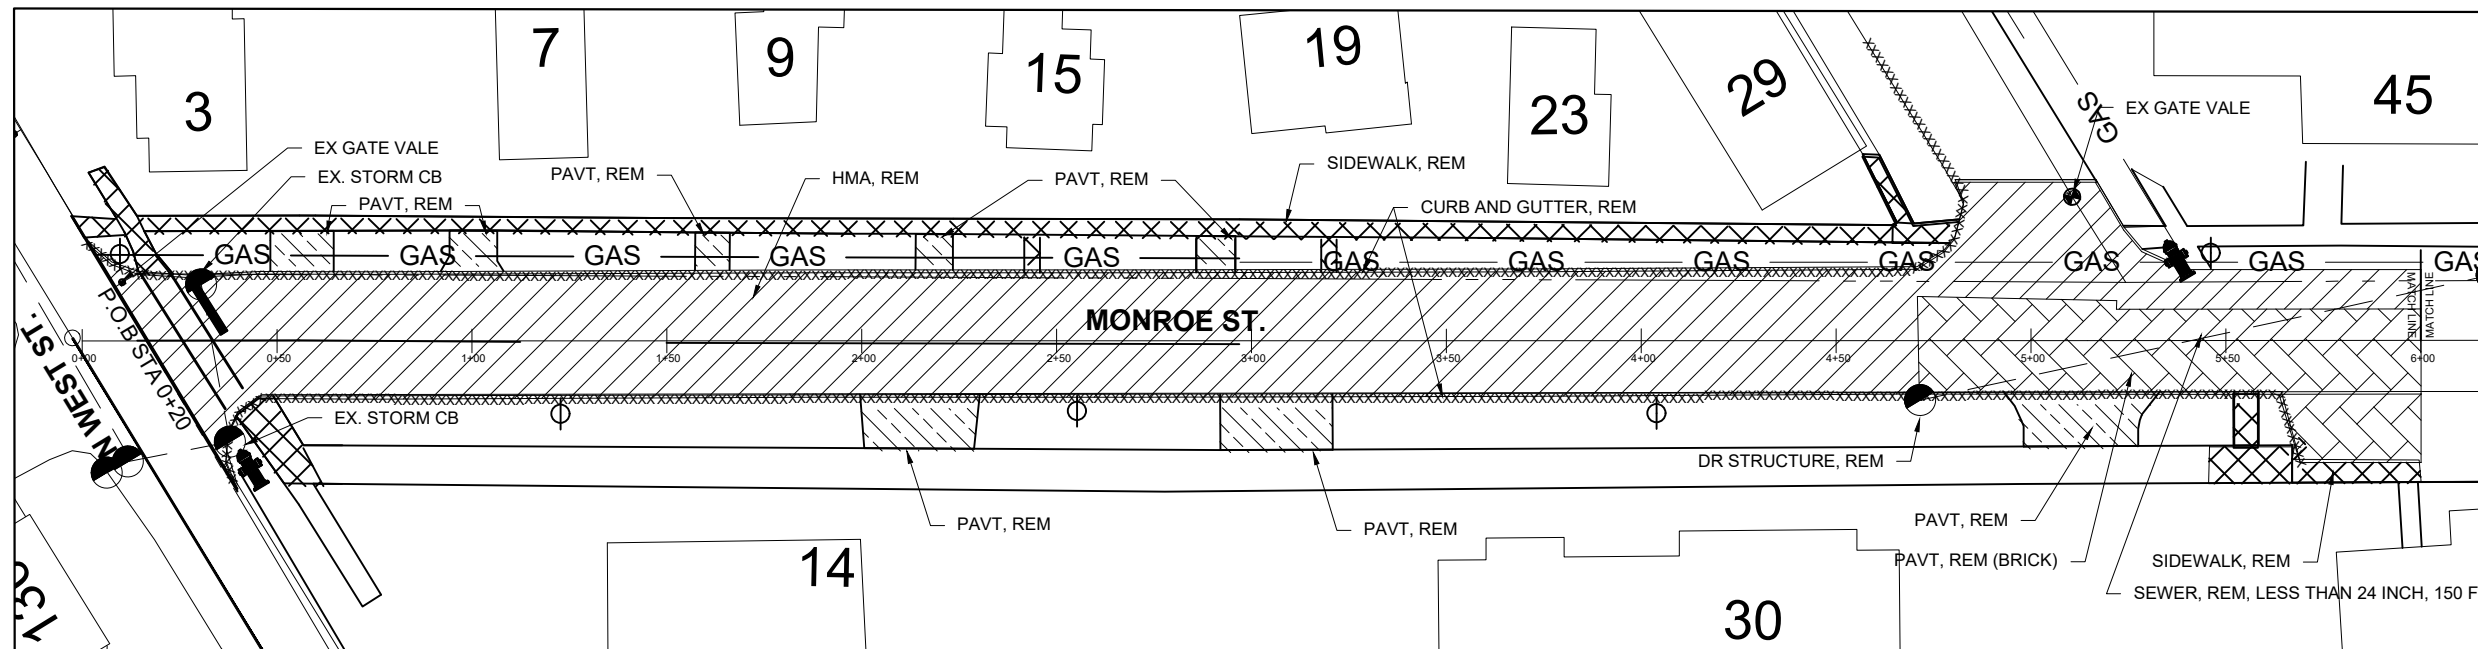 3
7
9
15
19
23
29
45
GAS
EX GATE VALE
EX GATE VALE
EX. STORM CB
PAVT, REM
PAVT, REM
HMA, REM
PAVT, REM
SIDEWALK, REM
CURB AND GUTTER, REM
GAS GAS GAS GAS GAS GAS GAS GAS GAS GAS GAS GAS
MATCH LINE
MATCH LINE
MONROE ST.
P.O.B STA 0+20
N WEST ST.
0+00 0+50 1+00 1+50 2+00 2+50 3+00 3+50 4+00 4+50 5+00 5+50 6+00
EX. STORM CB
DR STRUCTURE, REM
PAVT, REM
PAVT, REM
PAVT, REM
PAVT, REM (BRICK)
SIDEWALK, REM
SEWER, REM, LESS THAN 24 INCH, 150 F
14
30